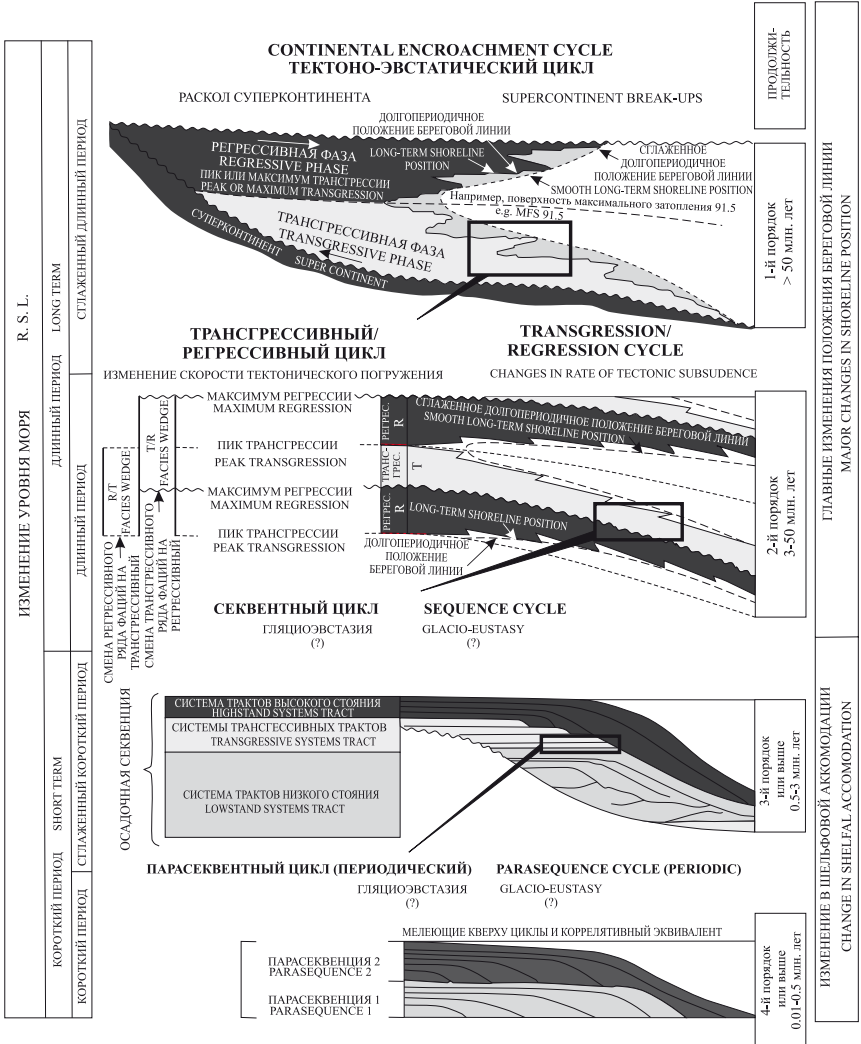 CONTINENTAL ENCROACHMENT CYCLE
ТЕКТОНО-ЭВСТАТИЧЕСКИЙ ЦИКЛ
РАСКОЛ СУПЕРКОНТИНЕНТА
SUPERCONTINENT BREAK-UPS
ПРОДОЛЖИ-
ТЕЛЬНОСТЬ
ДОЛГОПЕРИОДИЧНОЕ
ПОЛОЖЕНИЕ БЕРЕГОВОЙ ЛИНИИ
LONG-TERM SHORELINE
POSITION
СГЛАЖЕННОЕ
ДОЛГОПЕРИОДИЧНОЕ
ПОЛОЖЕНИЕ БЕРЕГОВОЙ ЛИНИИ
SMOOTH LONG-TERM SHORELINE POSITION
РЕГРЕССИВНАЯ ФАЗА
REGRESSIVE PHASE
ПИК ИЛИ МАКСИМУМ ТРАНГРЕССИИ
PEAK OR MAXIMUM TRANSGRESSION
Например, поверхность максимального затопления 91.5
e.g. MFS 91.5
ТРАНСГРЕССИВНАЯ ФАЗА
TRANSGRESSIVE PHASE
СУПЕРКОНТИНЕНТ
SUPER CONTINENT
1-й порядок
> 50 млн. лет
ТРАНСГРЕССИВНЫЙ/
РЕГРЕССИВНЫЙ ЦИКЛ
TRANSGRESSION/
REGRESSION CYCLE
ИЗМЕНЕНИЕ СКОРОСТИ ТЕКТОНИЧЕСКОГО ПОГРУЖЕНИЯ
CHANGES IN RATE OF TECTONIC SUBSUDENCE
МАКСИМУМ РЕГРЕССИИ
MAXIMUM REGRESSION
ПИК ТРАНГРЕССИИ
PEAK TRANSGRESSION
МАКСИМУМ РЕГРЕССИИ
MAXIMUM REGRESSION
ПИК ТРАНГРЕССИИ
PEAK TRANSGRESSION
РЕГРЕС.
R
ТРАНС-
ГРЕС.
T
РЕГРЕС.
R
СГЛАЖЕННОЕ ДОЛГОПЕРИОДИЧНОЕ ПОЛОЖЕНИЕ БЕРЕГОВОЙ ЛИНИИ
SMOOTH LONG-TERM SHORELINE POSITION
LONG-TERM SHORELINE POSITION
ДОЛГОПЕРИОДИЧНОЕ
ПОЛОЖЕНИЕ
БЕРЕГОВОЙ ЛИНИИ
2-й порядок
3-50 млн. лет
R/T
FACIES WEDGE
T/R
FACIES WEDGE
СМЕНА РЕГРЕССИВНОГО
РЯДА ФАЦИЙ НА
ТРАНСТГРЕССИВНЫЙ
СМЕНА ТРАНСГРЕССИВНОГО
РЯДА ФАЦИЙ НА
РЕГРЕССИВНЫЙ
СЕКВЕНТНЫЙ ЦИКЛ
SEQUENCE CYCLE
ГЛЯЦИОЭВСТАЗИЯ
(?)
GLACIO-EUSTASY
(?)
ОСАДОЧНАЯ СЕКВЕНЦИЯ
СИСТЕМА ТРАКТОВ ВЫСОКОГО СТОЯНИЯ
HIGHSTAND SYSTEMS TRACT
СИСТЕМЫ ТРАНСГЕССИВНЫХ ТРАКТОВ
TRANSGRESSIVE SYSTEMS TRACT
СИСТЕМА ТРАКТОВ НИЗКОГО СТОЯНИЯ
LOWSTAND SYSTEMS TRACT
3-й порядок
или выше
0.5-3 млн. лет
ПАРАСЕКВЕНТНЫЙ ЦИКЛ (ПЕРИОДИЧЕСКИЙ)
PARASEQUENCE CYCLE (PERIODIC)
ГЛЯЦИОЭВСТАЗИЯ
(?)
GLACIO-EUSTASY
(?)
МЕЛЕЮЩИЕ КВЕРХУ ЦИКЛЫ И КОРРЕЛЯТИВНЫЙ ЭКВИВАЛЕНТ
ПАРАСЕКВЕНЦИЯ 2
PARASEQUENCE 2
ПАРАСЕКВЕНЦИЯ 1
PARASEQUENCE 1
4-й порядок
или выше
0.01-0.5 млн. лет
ИЗМЕНЕНИЕ УРОВНЯ МОРЯ R. S. L.
ДЛИННЫЙ ПЕРИОД LONG TERM
СГЛАЖЕННЫЙ ДЛИННЫЙ ПЕРИОД
ДЛИННЫЙ ПЕРИОД
КОРОТКИЙ ПЕРИОД SHORT TERM
СГЛАЖЕННЫЙ КОРОТКИЙ ПЕРИОД
КОРОТКИЙ ПЕРИОД
ГЛАВНЫЕ ИЗМЕНЕНИЯ ПОЛОЖЕНИЯ БЕРЕГОВОЙ ЛИНИИ
MAJOR CHANGES IN SHORELINE POSITION
ИЗМЕНЕНИЕ В ШЕЛЬФОВОЙ АККОМОДАЦИИ
CHANGE IN SHELFAL ACCOMODATION